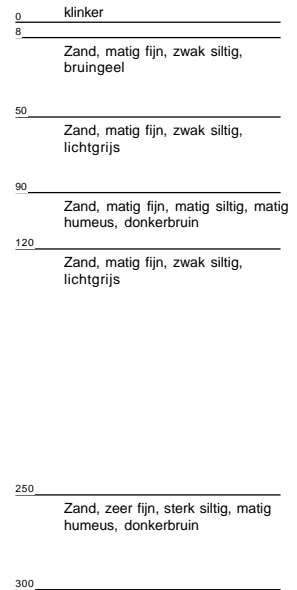 klinker
0
8
Zand, matig fijn, zwak siltig,
bruingeel
50
Zand, matig fijn, zwak siltig,
lichtgrijs
90
Zand, matig fijn, matig siltig, matig
humeus, donkerbruin
120
Zand, matig fijn, zwak siltig,
lichtgrijs
250
Zand, zeer fijn, sterk siltig, matig
humeus, donkerbruin
300